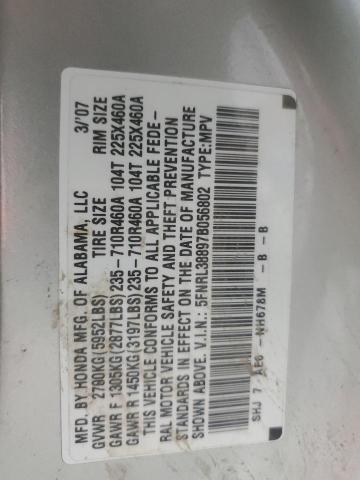 MFD. BY HONDA MFG. OF ALABAMA, LLC 3/'07
GVWR 2700KG(5952LBS) TIRE SIZE RIM SIZE
GAWR F 1305KG(2877LBS)235-710R460A 104T 225X460A
GAWR R 1450KG(3197LBS)235-710R460A 104T 225X460A
THIS VEHICLE CONFORMS TO ALL APPLICABLE FEDE-
RAL MOTOR VEHICLE SAFETY AND THEFT PREVENTION
STANDARDS IN EFFECT ON THE DATE OF MANUFACTURE
SHOWN ABOVE. V.I.N.: 5FNRL38897B056802 TYPE:MPV
SHJ 7 AE6 -NH678M -B -B